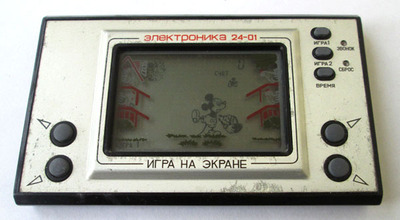 электроника 24-01
ИГРА 1
ЗВОНОК
ИГРА 2
СБРОС
ВРЕМЯ
ИГРА НА ЭКРАНЕ